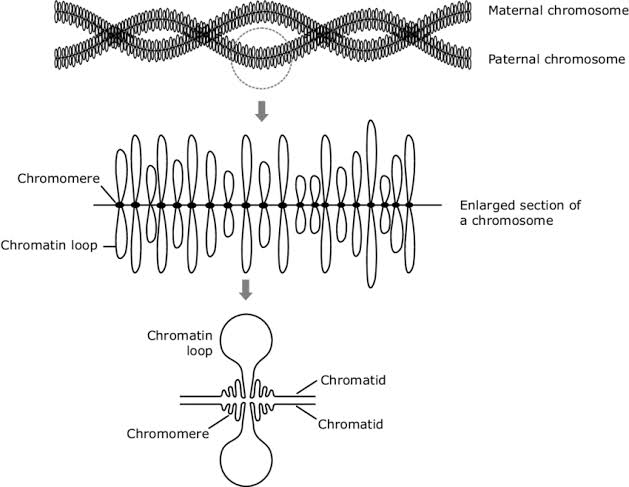 Maternal chromosome
Paternal chromosome
Chromomere
Chromatin loop
Enlarged section of
a chromosome
Chromatin
loop
Chromatid
Chromomere
Chromatid